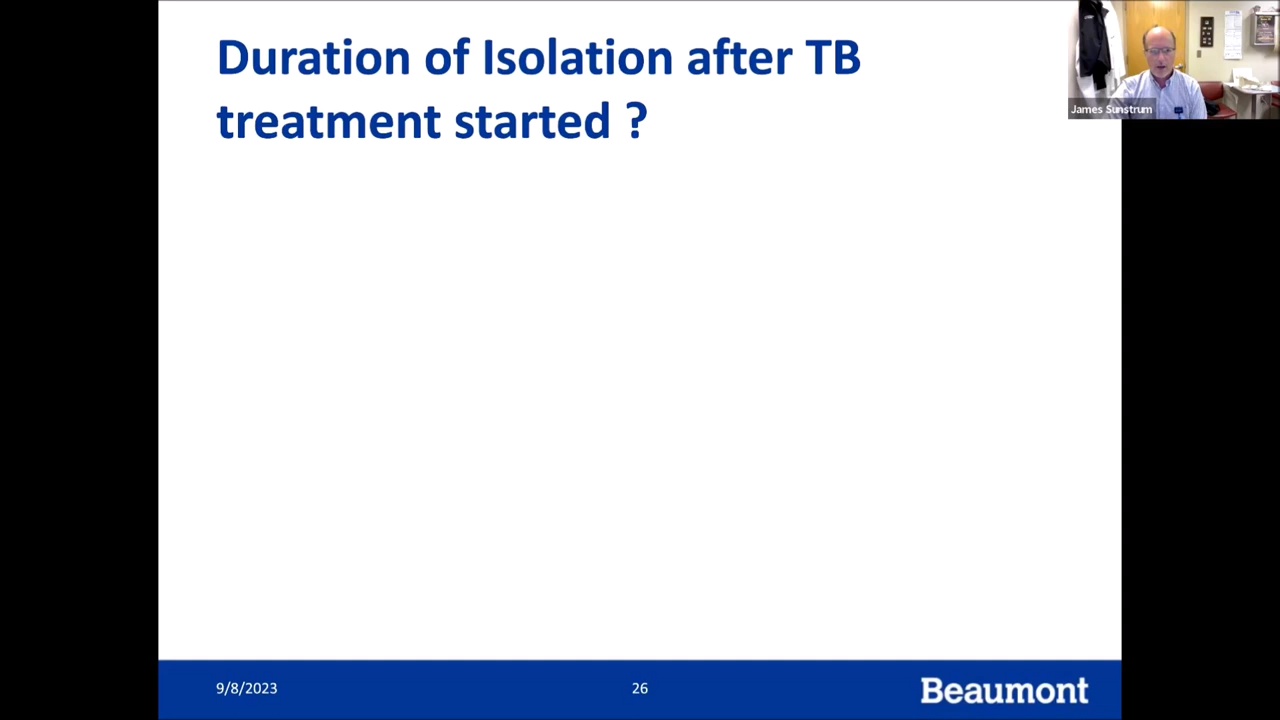 Duration of Isolation after TB
treatment started ?
James Sunstrum
9/8/2023
26
Beaumont